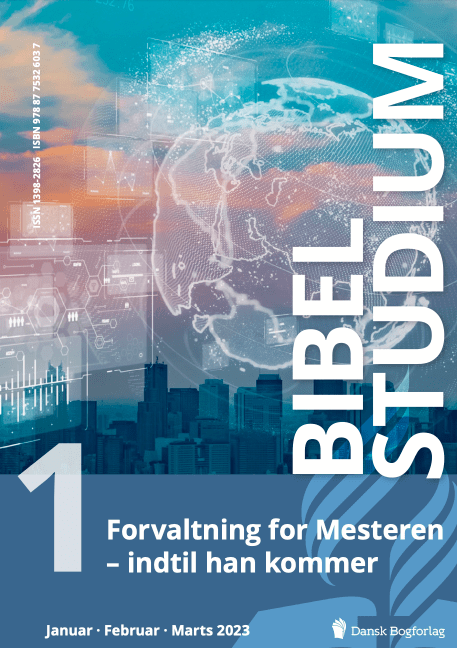 ISSN 1398-2826 ISBN 978 87 7532 603 7
BIBEL
STUDIUM
1
Forvaltning for Mesteren
– indtil han kommer
Januar · Februar · Marts 2023
Dansk Bogforlag